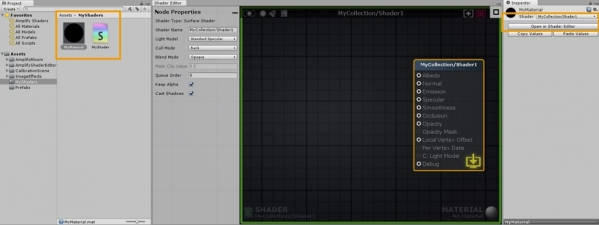 Project
Create
Favorites
Amplify Shaders
All Materials
All Models
All Prefabs
All Scripts
Assets
AmplifyBloom
AmplifyShaderEditor
CalibrationScene
ImageEffects
MyShaders
Prefabs
Assets ▸ MyShaders
MyMaterial
MyShader
MyMaterial.mat
Shader Editor
Node Properties
Shader Type: Surface Shader
Shader Name MyCollection/Shader1
Light Model Standard Specular
Cull Mode Back
Blend Mode Opaque
Mask Clip Value
Queue Order 0
Keep Alpha
Cast Shadows
MyCollection/Shader1
MyCollection/Shader1
Albedo
Normal
Emission
Specular
Smoothness
Occlusion
Opacity
Opacity Mask
Local Vertex Offset
Per Vertex Data
C. Light Model
Debug
SHADER
MyCollection/Shader1
MATERIAL
No Material
Inspector
MyMaterial
Shader MyCollection/Shader1
Open in Shader Editor
Copy Values Paste Values
MyMaterial